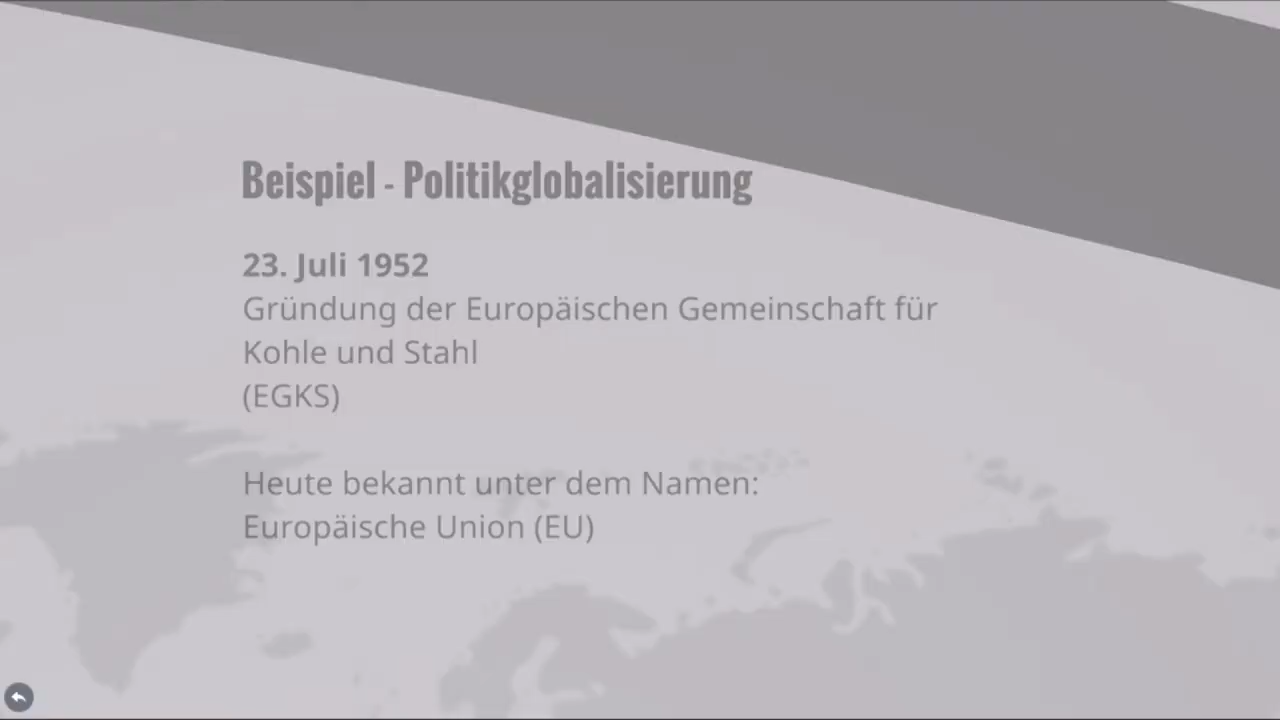 Beispiel - Politikglobalisierung
23. Juli 1952
Gründung der Europäischen Gemeinschaft für
Kohle und Stahl
(EGKS)
Heute bekannt unter dem Namen:
Europäische Union (EU)